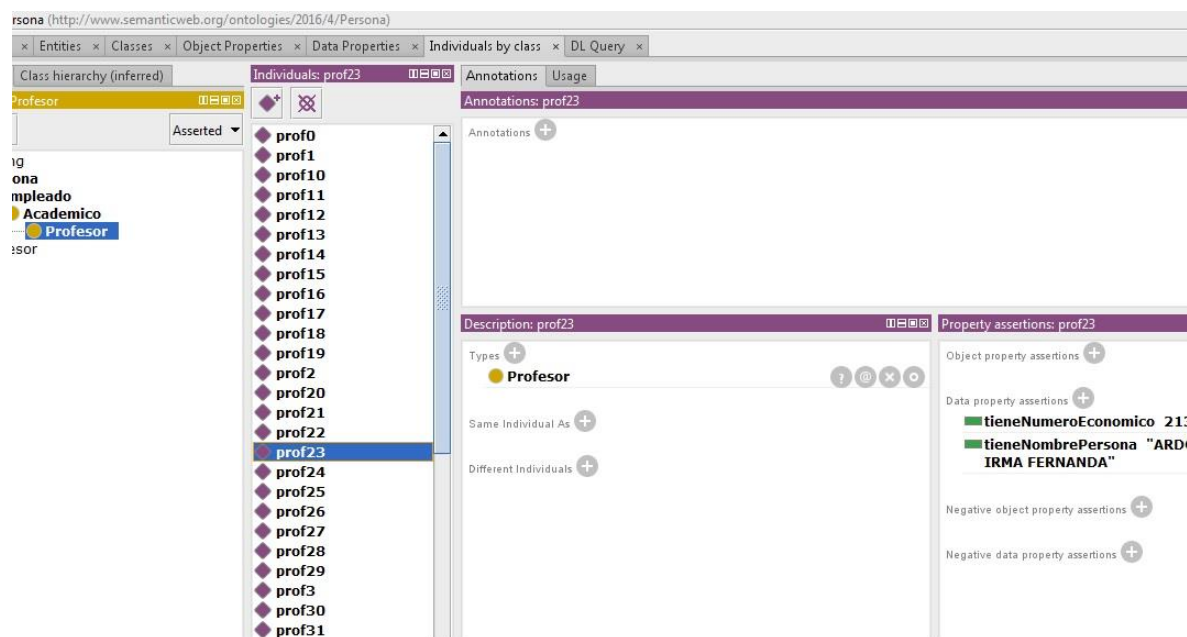 rsona (http://www.semanticweb.org/ontologies/2016/4/Persona)
× Entities × Classes × Object Properties × Data Properties × Individuals by class × DL Query ×
Class hierarchy (inferred)
Profesor
Asserted
ng
ona
mpleado
Academico
Profesor
esor
Individuals: prof23
prof0
prof1
prof10
prof11
prof12
prof13
prof14
prof15
prof16
prof17
prof18
prof19
prof2
prof20
prof21
prof22
prof23
prof24
prof25
prof26
prof27
prof28
prof29
prof3
prof30
prof31
Annotations Usage
Annotations: prof23
Annotations
Description: prof23
Types
Profesor
Same Individual As
Different Individuals
Property assertions: prof23
Object property assertions
Data property assertions
tieneNumeroEconomico 213
tieneNombrePersona "ARD
IRMA FERNANDA"
Negative object property assertions
Negative data property assertions